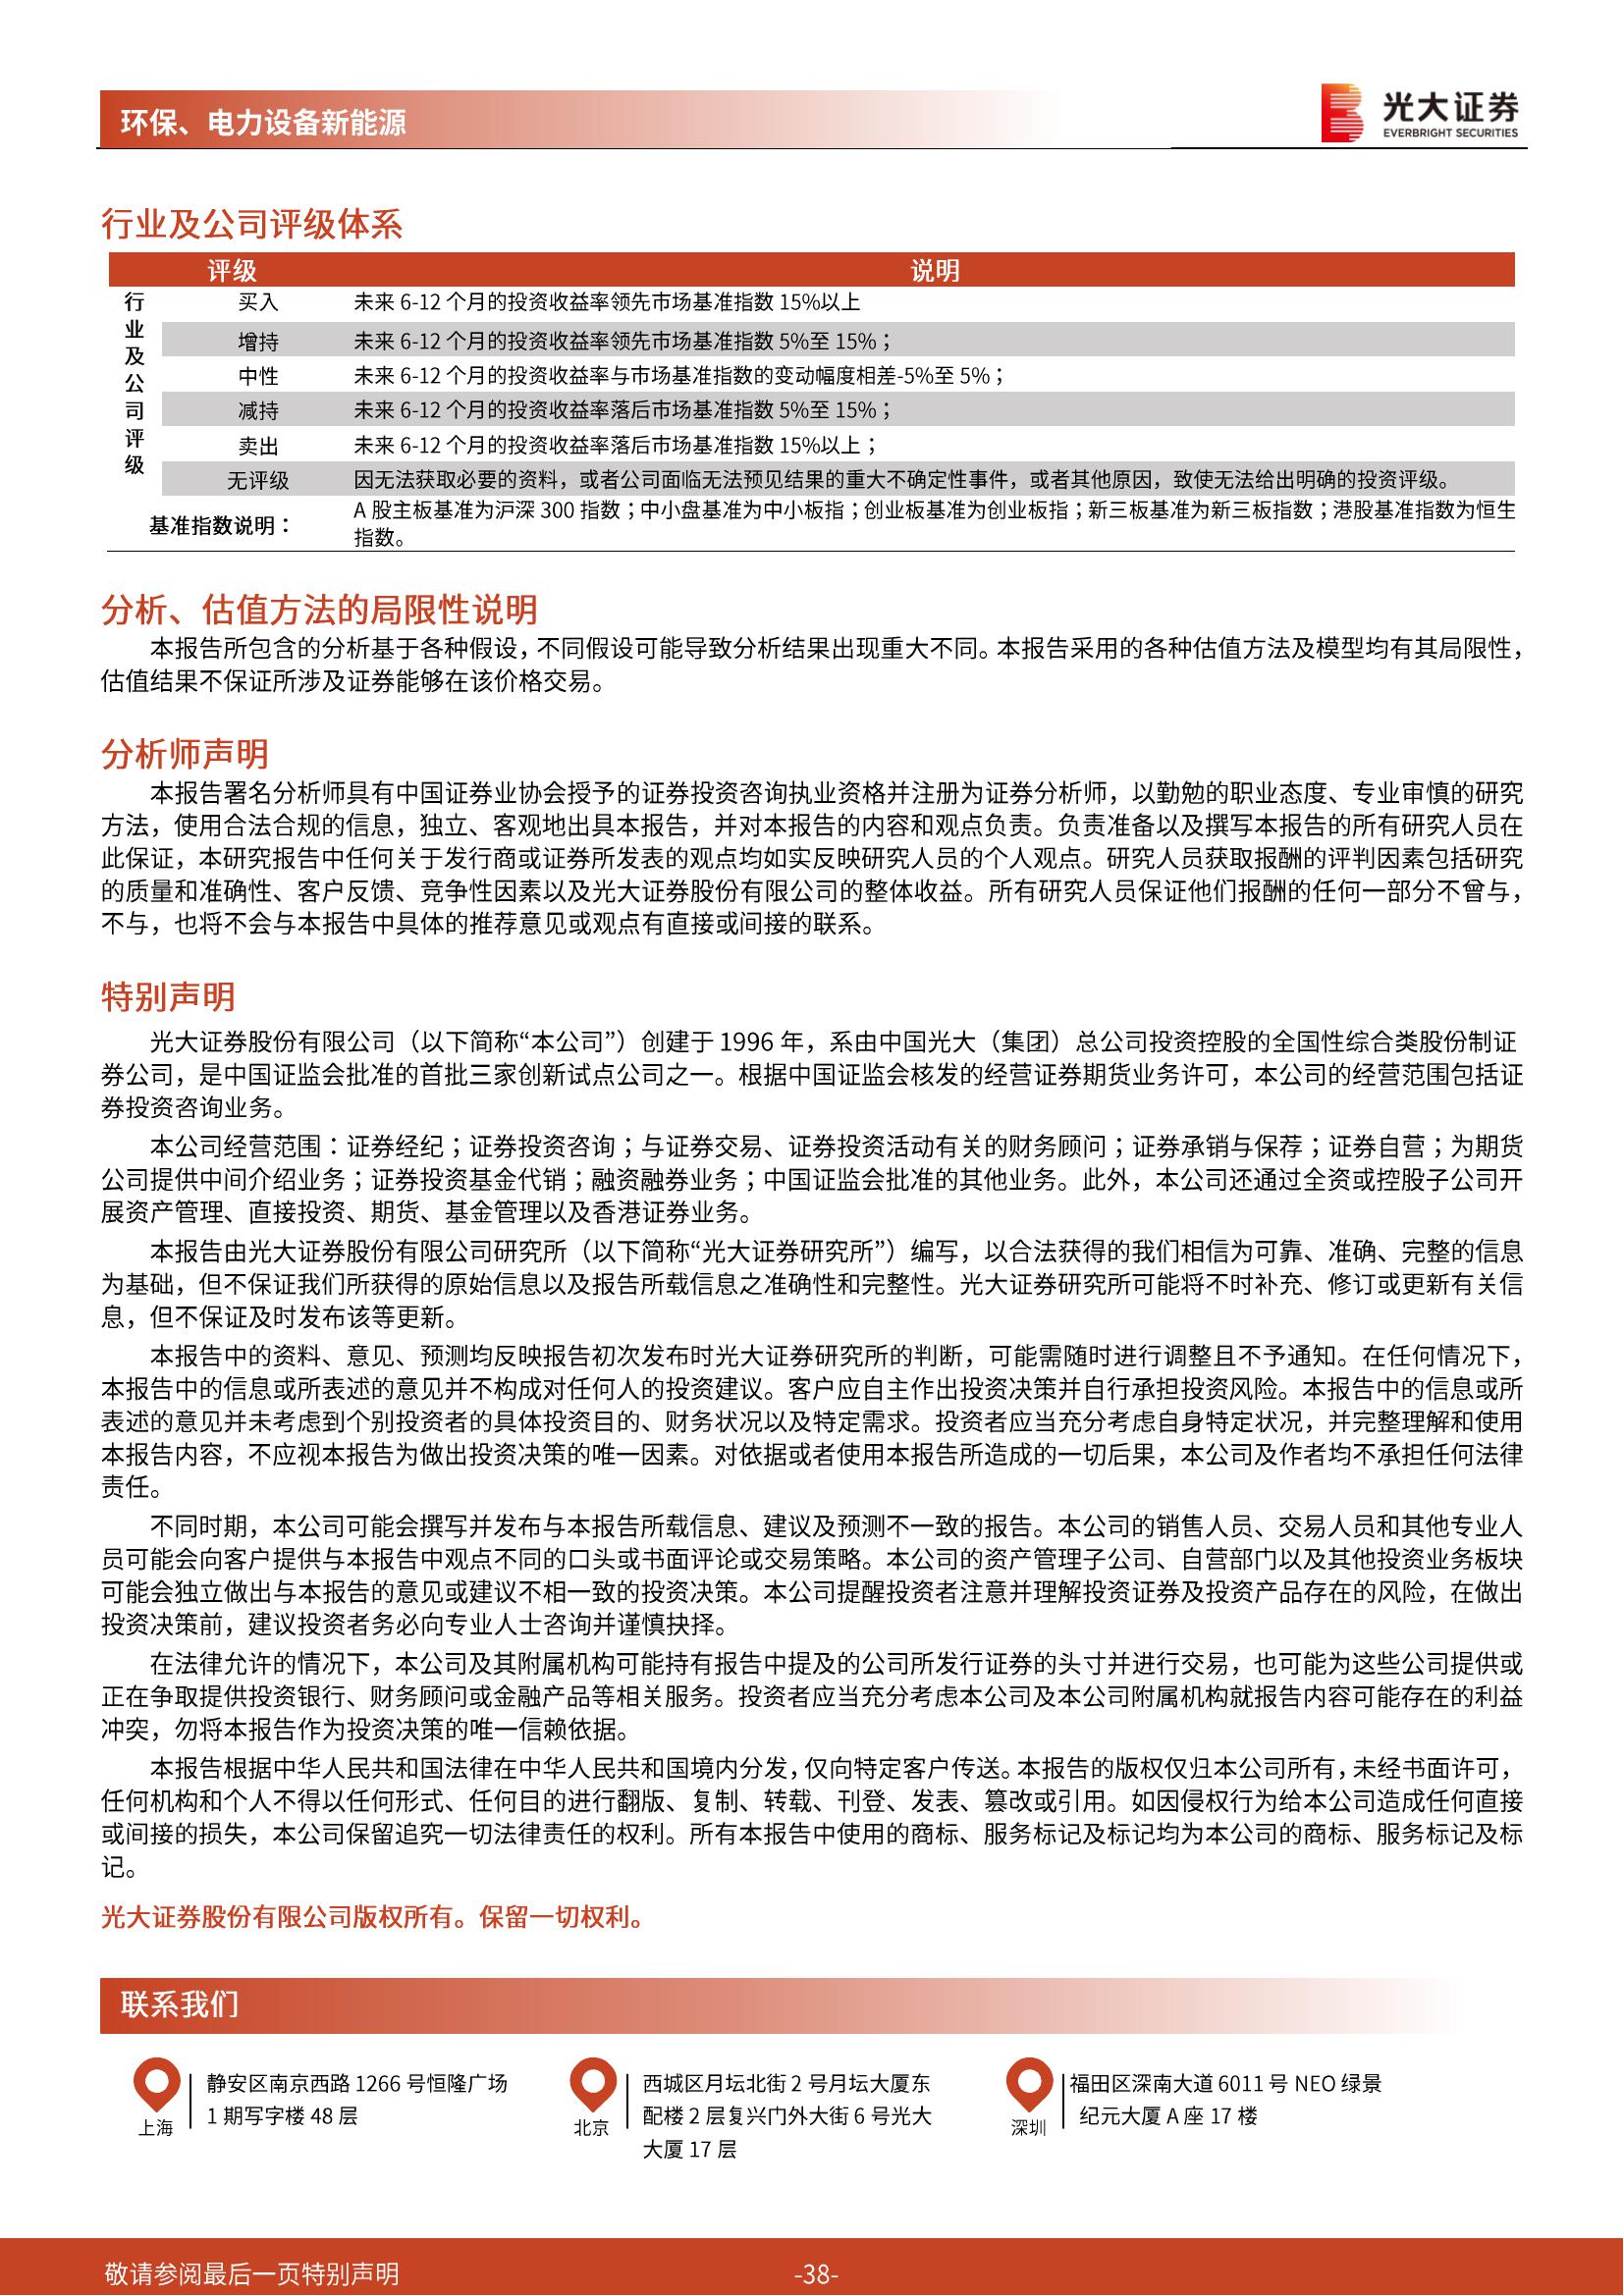 环保、电力设备新能源
光大证券
EVERBRIGHT SECURITIES
行业及公司评级体系
评级 说明
行业及公司评级
买入 未来 6-12 个月的投资收益率领先市场基准指数 15%以上
增持 未来 6-12 个月的投资收益率领先市场基准指数 5%至 15%；
中性 未来 6-12 个月的投资收益率与市场基准指数的变动幅度相差-5%至 5%；
减持 未来 6-12 个月的投资收益率落后市场基准指数 5%至 15%；
卖出 未来 6-12 个月的投资收益率落后市场基准指数 15%以上；
无评级 因无法获取必要的资料，或者公司面临无法预见结果的重大不确定性事件，或者其他原因，致使无法给出明确的投资评级。
基准指数说明： A 股主板基准为沪深 300 指数；中小盘基准为中小板指；创业板基准为创业板指；新三板基准为新三板指数；港股基准指数为恒生
指数。
分析、估值方法的局限性说明
本报告所包含的分析基于各种假设，不同假设可能导致分析结果出现重大不同。本报告采用的各种估值方法及模型均有其局限性，
估值结果不保证所涉及证券能够在该价格交易。
分析师声明
本报告署名分析师具有中国证券业协会授予的证券投资咨询执业资格并注册为证券分析师，以勤勉的职业态度、专业审慎的研究
方法，使用合法合规的信息，独立、客观地出具本报告，并对本报告的内容和观点负责。负责准备以及撰写本报告的所有研究人员在
此保证，本研究报告中任何关于发行商或证券所发表的观点均如实反映研究人员的个人观点。研究人员获取报酬的评判因素包括研究
的质量和准确性、客户反馈、竞争性因素以及光大证券股份有限公司的整体收益。所有研究人员保证他们报酬的任何一部分不曾与，
不与，也将不会与本报告中具体的推荐意见或观点有直接或间接的联系。
特别声明
光大证券股份有限公司（以下简称“本公司”）创建于 1996 年，系由中国光大（集团）总公司投资控股的全国性综合类股份制证
券公司，是中国证监会批准的首批三家创新试点公司之一。根据中国证监会核发的经营证券期货业务许可，本公司的经营范围包括证
券投资咨询业务。
本公司经营范围：证券经纪；证券投资咨询；与证券交易、证券投资活动有关的财务顾问；证券承销与保荐；证券自营；为期货
公司提供中间介绍业务；证券投资基金代销；融资融券业务；中国证监会批准的其他业务。此外，本公司还通过全资或控股子公司开
展资产管理、直接投资、期货、基金管理以及香港证券业务。
本报告由光大证券股份有限公司研究所（以下简称“光大证券研究所”）编写，以合法获得的我们相信为可靠、准确、完整的信息
为基础，但不保证我们所获得的原始信息以及报告所载信息之准确性和完整性。光大证券研究所可能将不时补充、修订或更新有关信
息，但不保证及时发布该等更新。
本报告中的资料、意见、预测均反映报告初次发布时光大证券研究所的判断，可能需随时进行调整且不予通知。在任何情况下，
本报告中的信息或所表述的意见并不构成对任何人的投资建议。客户应自主作出投资决策并自行承担投资风险。本报告中的信息或所
表述的意见并未考虑到个别投资者的具体投资目的、财务状况以及特定需求。投资者应当充分考虑自身特定状况，并完整理解和使用
本报告内容，不应视本报告为做出投资决策的唯一因素。对依据或者使用本报告所造成的一切后果，本公司及作者均不承担任何法律
责任。
不同时期，本公司可能会撰写并发布与本报告所载信息、建议及预测不一致的报告。本公司的销售人员、交易人员和其他专业人
员可能会向客户提供与本报告中观点不同的口头或书面评论或交易策略。本公司的资产管理子公司、自营部门以及其他投资业务板块
可能会独立做出与本报告的意见或建议不相一致的投资决策。本公司提醒投资者注意并理解投资证券及投资产品存在的风险，在做出
投资决策前，建议投资者务必向专业人士咨询并谨慎抉择。
在法律允许的情况下，本公司及其附属机构可能持有报告中提及的公司所发行证券的头寸并进行交易，也可能为这些公司提供或
正在争取提供投资银行、财务顾问或金融产品等相关服务。投资者应当充分考虑本公司及本公司附属机构就报告内容可能存在的利益
冲突，勿将本报告作为投资决策的唯一信赖依据。
本报告根据中华人民共和国法律在中华人民共和国境内分发，仅向特定客户传送。本报告的版权仅归本公司所有，未经书面许可，
任何机构和个人不得以任何形式、任何目的进行翻版、复制、转载、刊登、发表、篡改或引用。如因侵权行为给本公司造成任何直接
或间接的损失，本公司保留追究一切法律责任的权利。所有本报告中使用的商标、服务标记及标记均为本公司的商标、服务标记及标
记。
光大证券股份有限公司版权所有。保留一切权利。
联系我们
上海
静安区南京西路 1266 号恒隆广场
1 期写字楼 48 层
北京
西城区月坛北街 2 号月坛大厦东
配楼 2 层复兴门外大街 6 号光大
大厦 17 层
深圳
福田区深南大道 6011 号 NEO 绿景
纪元大厦 A 座 17 楼
敬请参阅最后一页特别声明 -38-